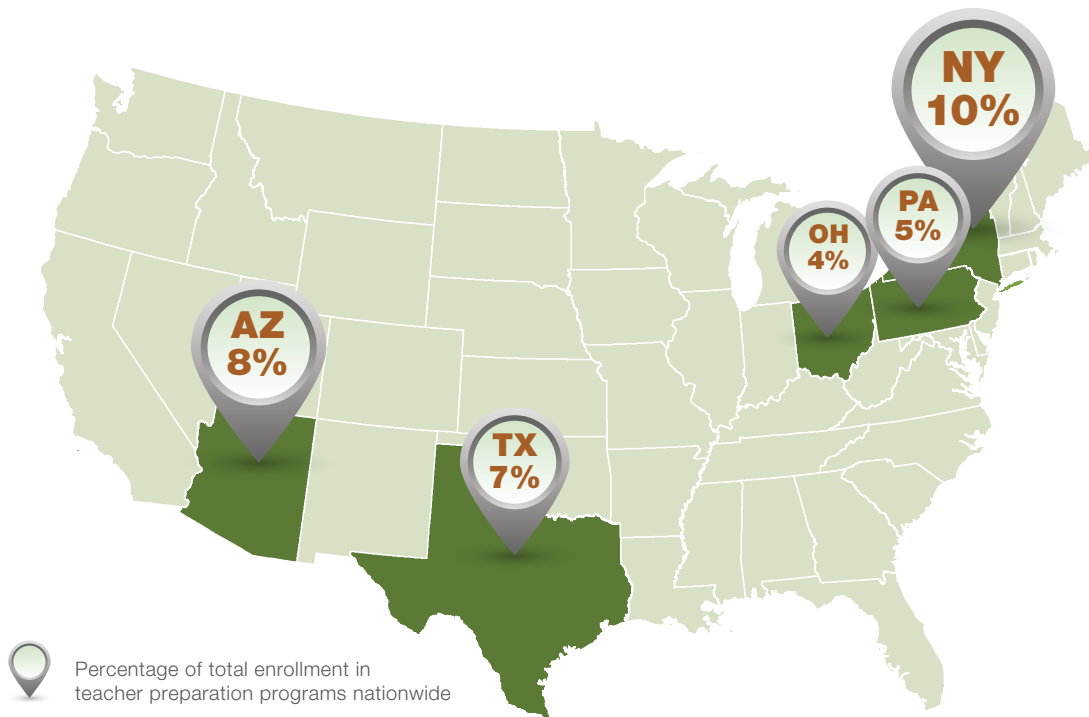 NY
10%
PA
5%
OH
4%
AZ
8%
TX
7%
Percentage of total enrollment in
teacher preparation programs nationwide